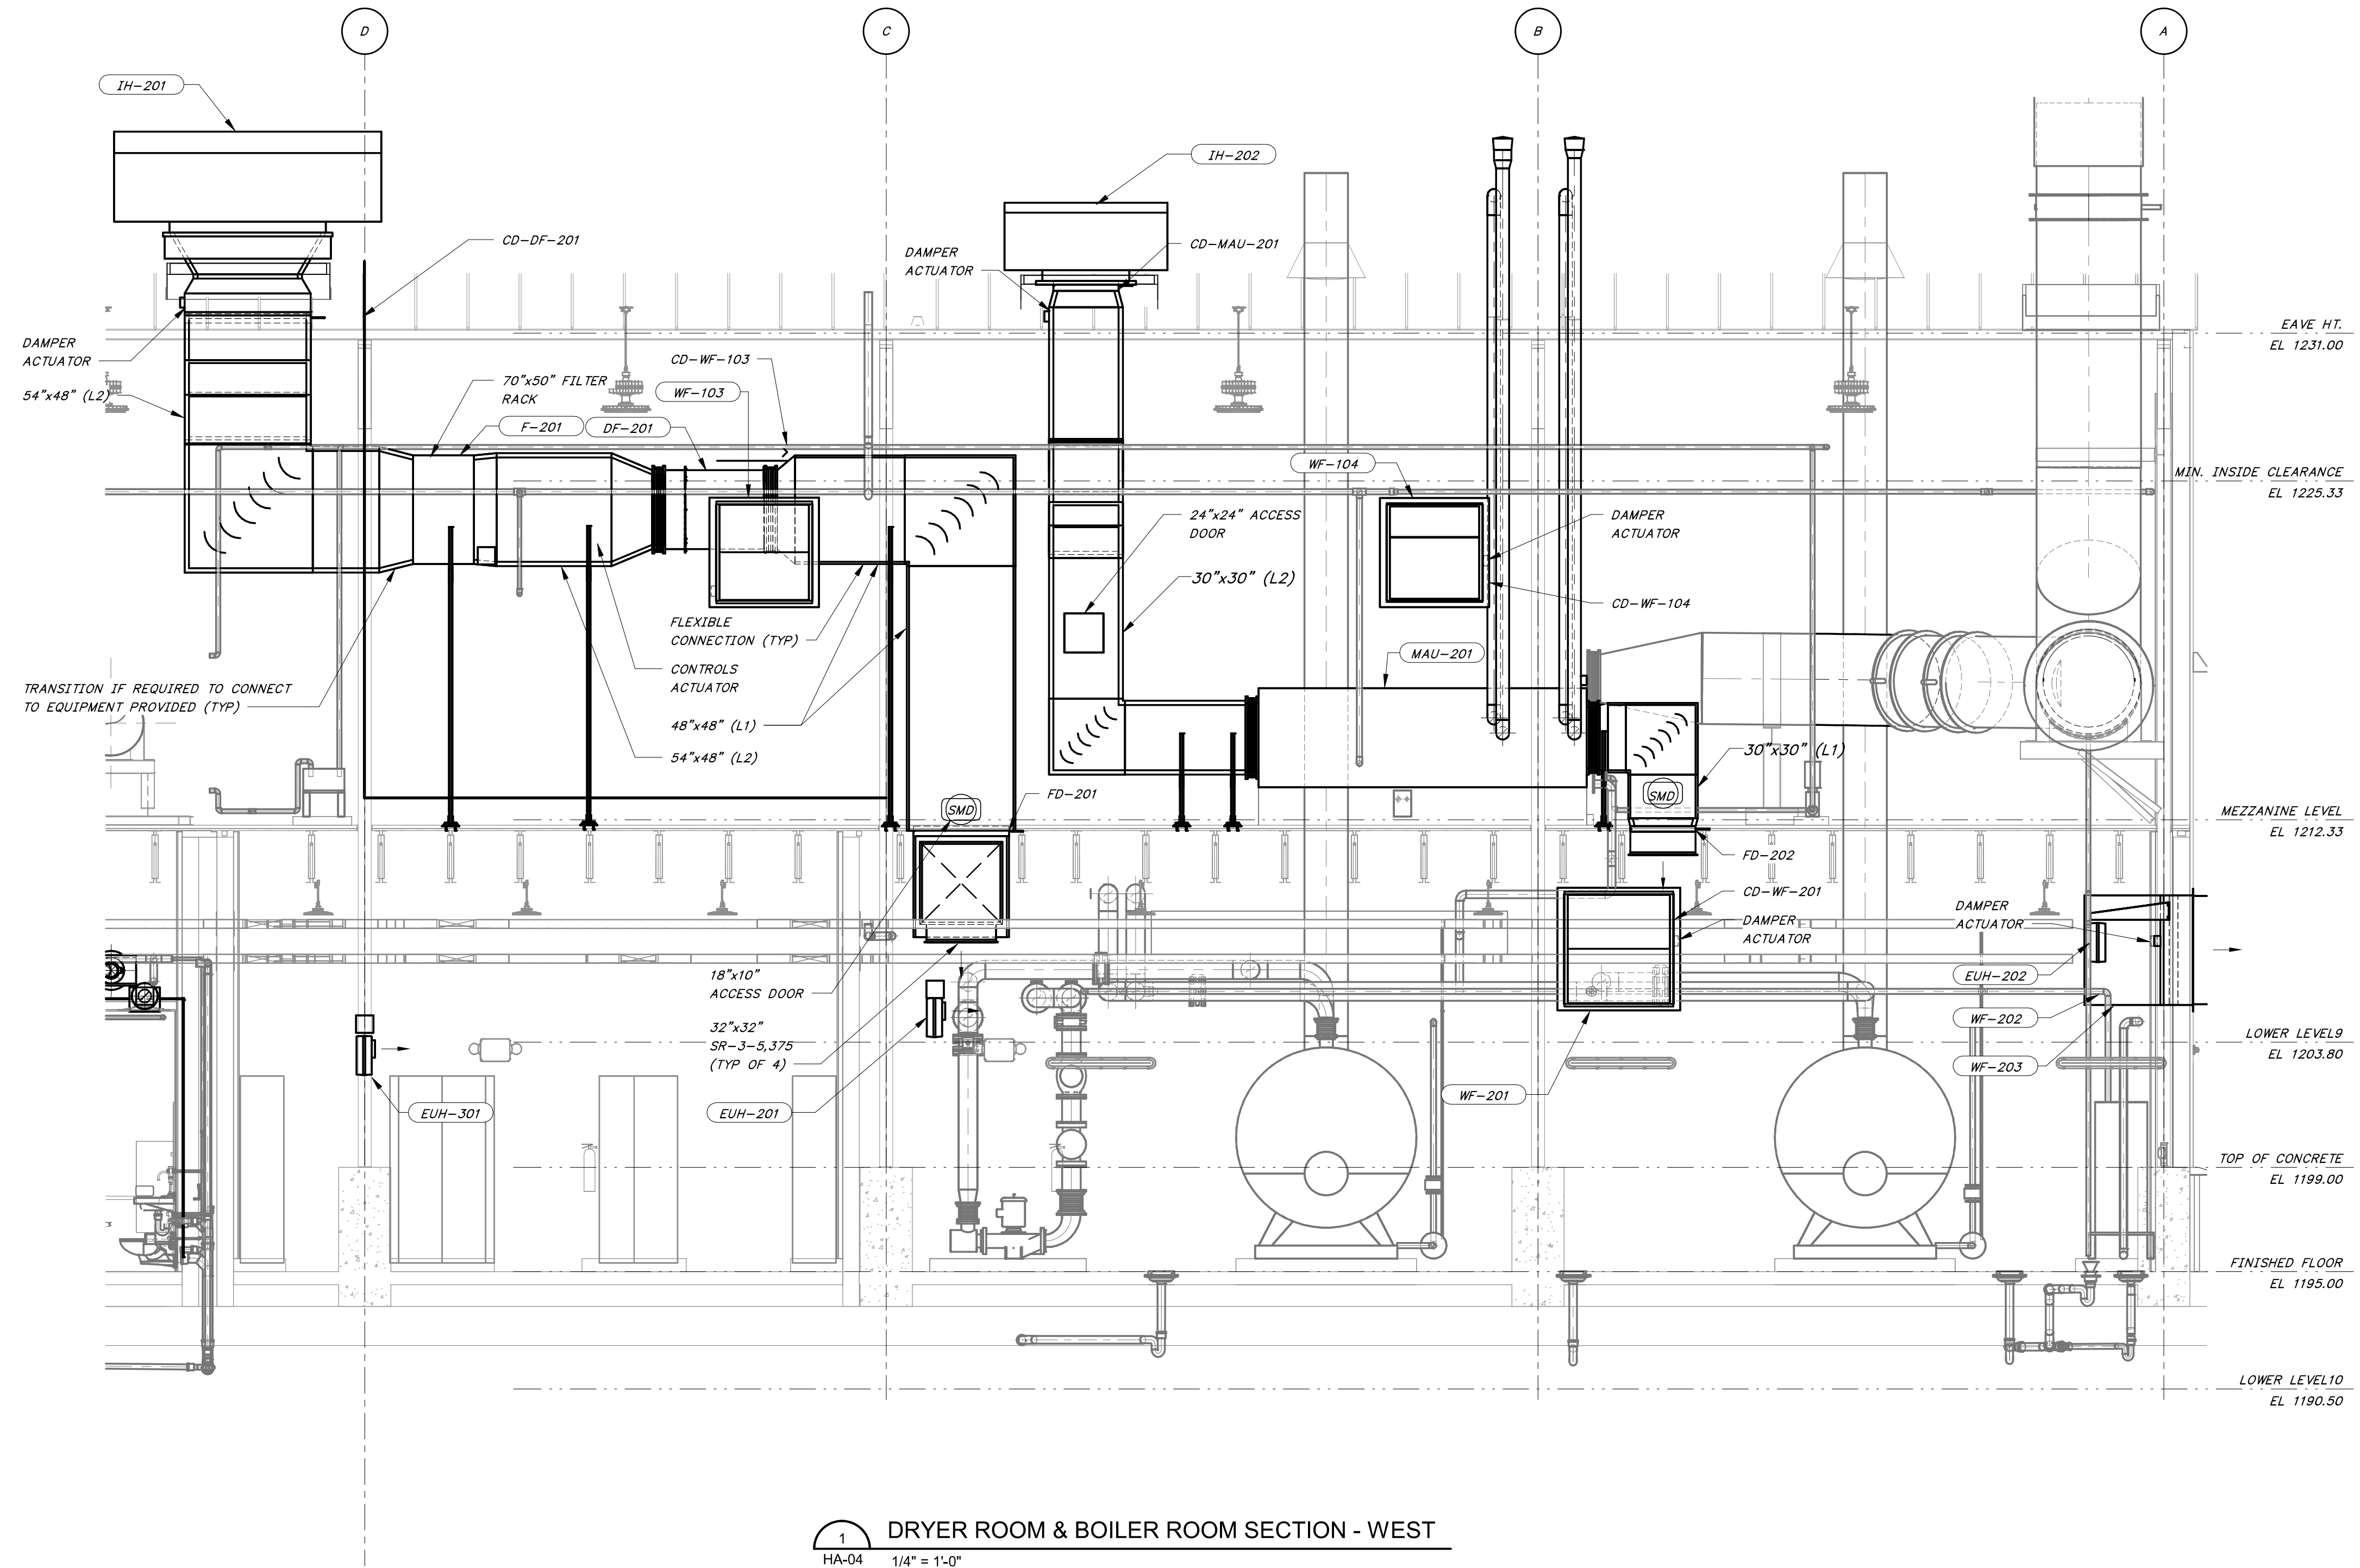 D
C
B
A
IH-201
IH-202
CD-DF-201
DAMPER
ACTUATOR
CD-MAU-201
EAVE HT.
EL 1231.00
DAMPER
ACTUATOR
54"x48" (L2)
70"x50" FILTER
RACK
CD-WF-103
WF-103
F-201
DF-201
WF-104
MIN. INSIDE CLEARANCE
EL 1225.33
24"x24" ACCESS
DOOR
DAMPER
ACTUATOR
30"x30" (L2)
CD-WF-104
FLEXIBLE
CONNECTION (TYP)
MAU-201
CONTROLS
ACTUATOR
TRANSITION IF REQUIRED TO CONNECT
TO EQUIPMENT PROVIDED (TYP)
48"x48" (L1)
54"x48" (L2)
30"x30" (L1)
SMD
FD-201
SMD
MEZZANINE LEVEL
EL 1212.33
FD-202
CD-WF-201
DAMPER
ACTUATOR
DAMPER
ACTUATOR
18"x10"
ACCESS DOOR
EUH-202
32"x32"
SR-3-5,375
(TYP OF 4)
WF-202
LOWER LEVEL9
EL 1203.80
WF-203
WF-201
EUH-301
EUH-201
TOP OF CONCRETE
EL 1199.00
FINISHED FLOOR
EL 1195.00
LOWER LEVEL10
EL 1190.50
1
HA-04
DRYER ROOM & BOILER ROOM SECTION - WEST
1/4" = 1'-0"